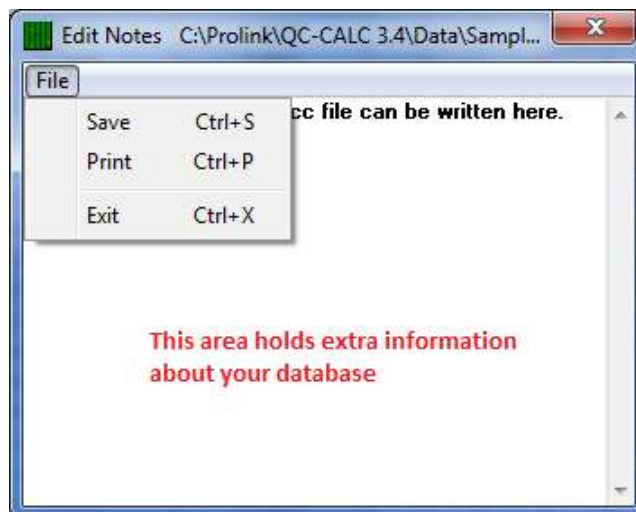 Edit Notes C:\Prolink\QC-CALC 3.4\Data\Sampl...
File
cc file can be written here.
Save Ctrl+S
Print Ctrl+P
Exit Ctrl+X
This area holds extra information
about your database